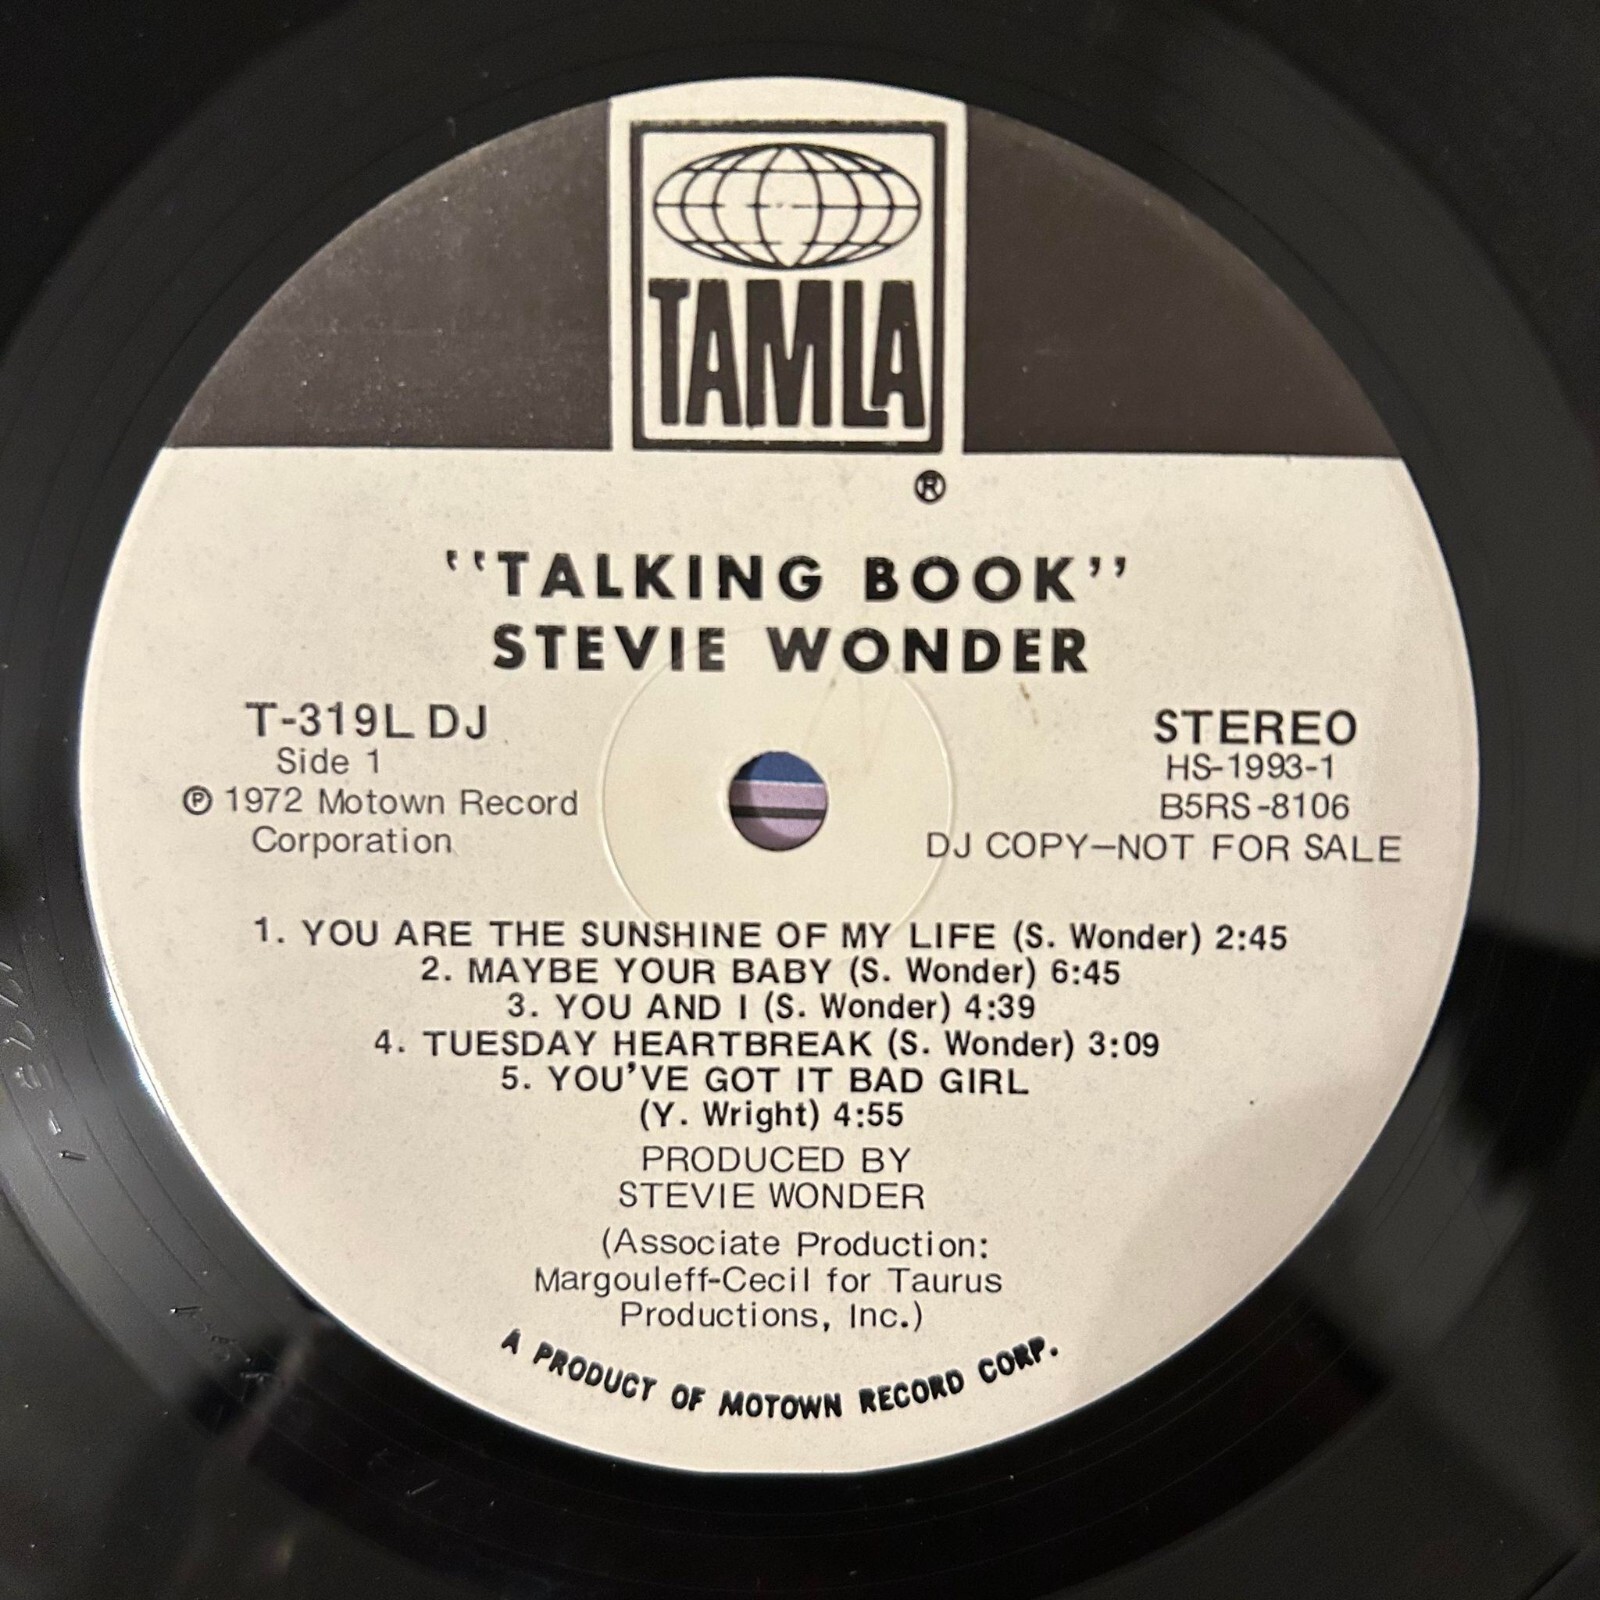 TAMLA
®
"TALKING BOOK"
STEVIE WONDER
T-319L DJ
Side 1
℗ 1972 Motown Record
Corporation
STEREO
HS-1993-1
B5RS-8106
DJ COPY—NOT FOR SALE
1. YOU ARE THE SUNSHINE OF MY LIFE (S. Wonder) 2:45
2. MAYBE YOUR BABY (S. Wonder) 6:45
3. YOU AND I (S. Wonder) 4:39
4. TUESDAY HEARTBREAK (S. Wonder) 3:09
5. YOU'VE GOT IT BAD GIRL
(Y. Wright) 4:55
PRODUCED BY
STEVIE WONDER
(Associate Production:
Margouleff-Cecil for Taurus
Productions, Inc.)
A PRODUCT OF MOTOWN RECORD CORP.